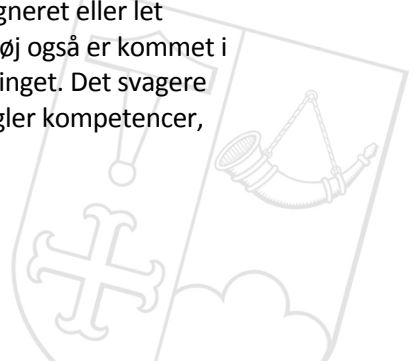 gneret eller let
øj også er kommet i
inget. Det svagere
gler kompetencer,